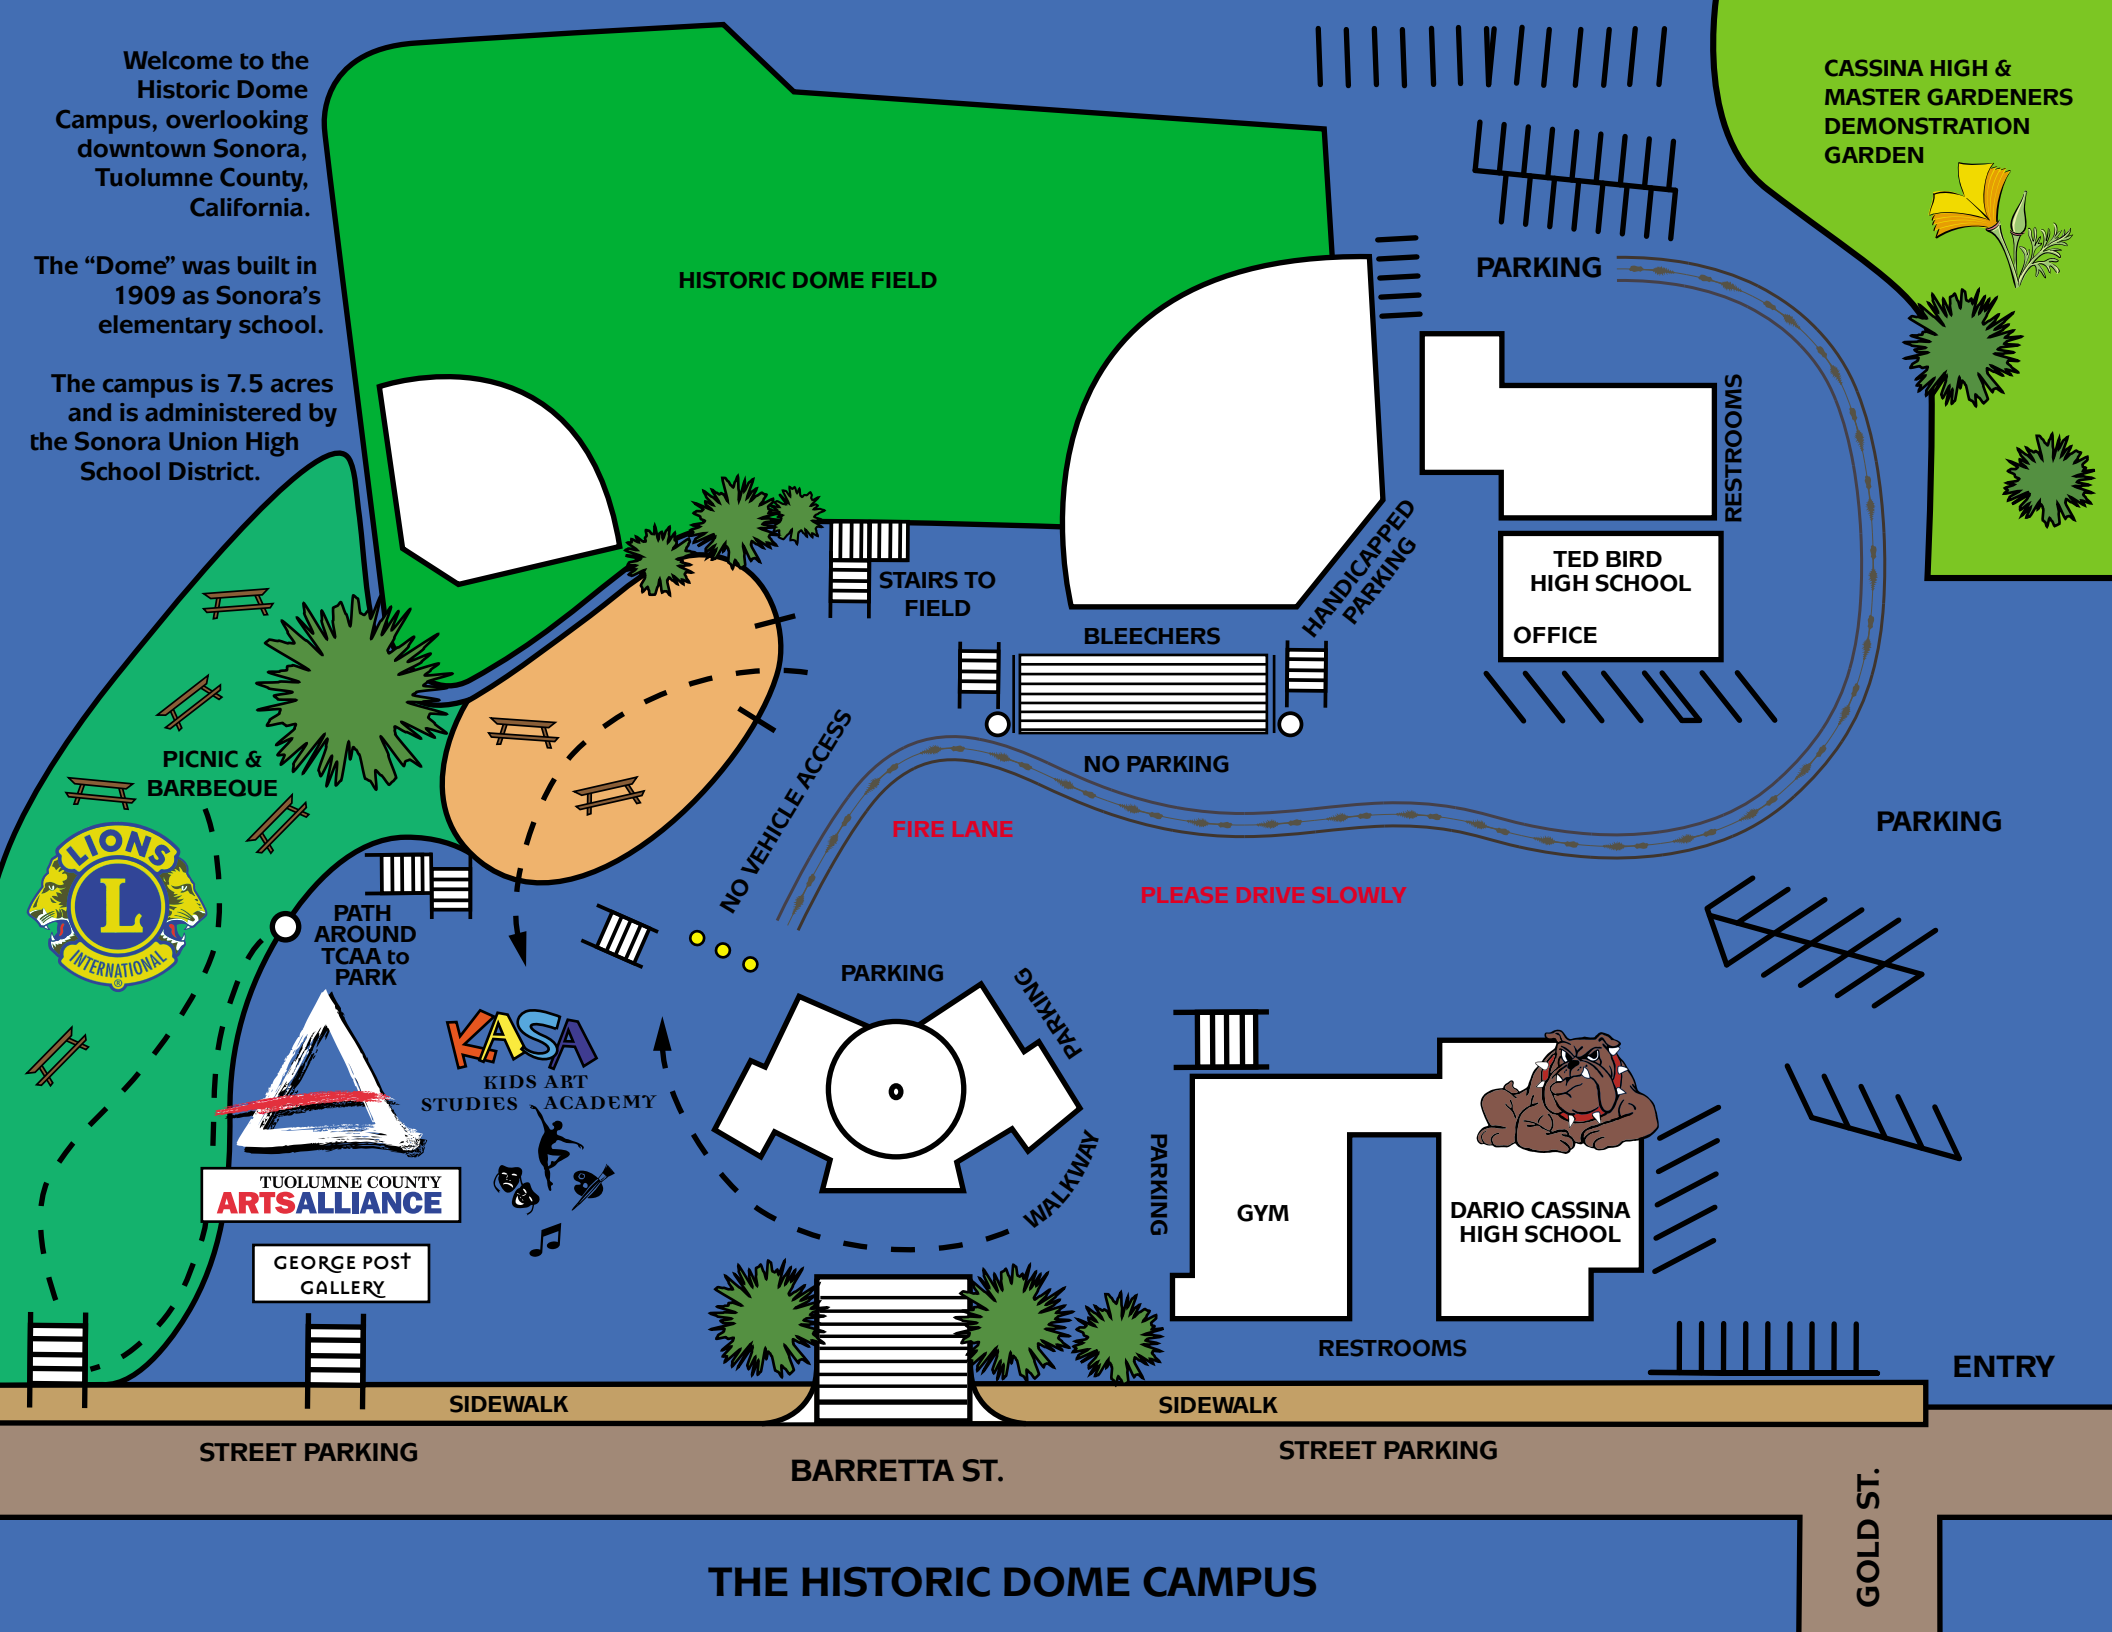 Welcome to the
Historic Dome
Campus, overlooking
downtown Sonora,
Tuolumne County,
California.
The “Dome” was built in
1909 as Sonora’s
elementary school.
The campus is 7.5 acres
and is administered by
the Sonora Union High
School District.
CASSINA HIGH &
MASTER GARDENERS
DEMONSTRATION
GARDEN
HISTORIC DOME FIELD
PARKING
RESTROOMS
TED BIRD
HIGH SCHOOL
OFFICE
HANDICAPPED
PARKING
STAIRS TO
FIELD
BLEECHERS
NO PARKING
NO VEHICLE ACCESS
FIRE LANE
PLEASE DRIVE SLOWLY
PARKING
PICNIC &
BARBEQUE
LIONS
L
INTERNATIONAL
®
PATH
AROUND
TCAA to
PARK
KASA
KIDS ART
STUDIES ACADEMY
TUOLUMNE COUNTY
ARTSALLIANCE
GEORGE POST
GALLERY
PARKING
PARKING
WALKWAY
PARKING
GYM
DARIO CASSINA
HIGH SCHOOL
RESTROOMS
ENTRY
SIDEWALK
SIDEWALK
STREET PARKING
BARRETTA ST.
STREET PARKING
GOLD ST.
THE HISTORIC DOME CAMPUS